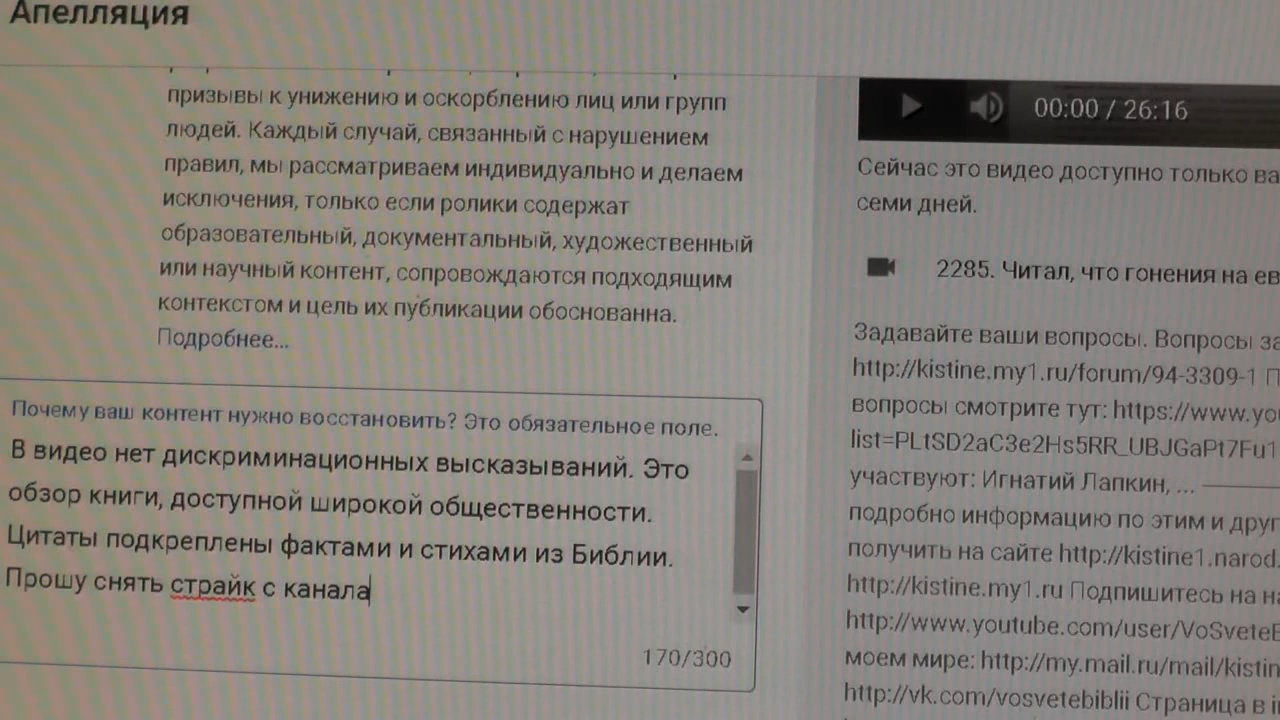 Апелляция
призывы к унижению и оскорблению лиц или групп
людей. Каждый случай, связанный с нарушением
правил, мы рассматриваем индивидуально и делаем
исключения, только если ролики содержат
образовательный, документальный, художественный
или научный контент, сопровождаются подходящим
контекстом и цель их публикации обоснованна.
Подробнее...
Почему ваш контент нужно восстановить? Это обязательное поле.
В видео нет дискриминационных высказываний. Это
обзор книги, доступной широкой общественности.
Цитаты подкреплены фактами и стихами из Библии.
Прошу снять страйк с канала
170/300
00:00 / 26:16
Сейчас это видео доступно только ва
семи дней.
2285. Читал, что гонения на ев
Задавайте ваши вопросы. Вопросы за
http://kistine.my1.ru/forum/94-3309-1 П
вопросы смотрите тут: https://www.yo
list=PLtSD2aC3e2Hs5RR_UBJGaPt7Fu1
участвуют: Игнатий Лапкин, ...
подробно информацию по этим и друг
получить на сайте http://kistine1.narod.
http://kistine.my1.ru Подпишитесь на на
http://www.youtube.com/user/VoSveteB
моем мире: http://my.mail.ru/mail/kistin
http://vk.com/vosvetebiblii Страница в i